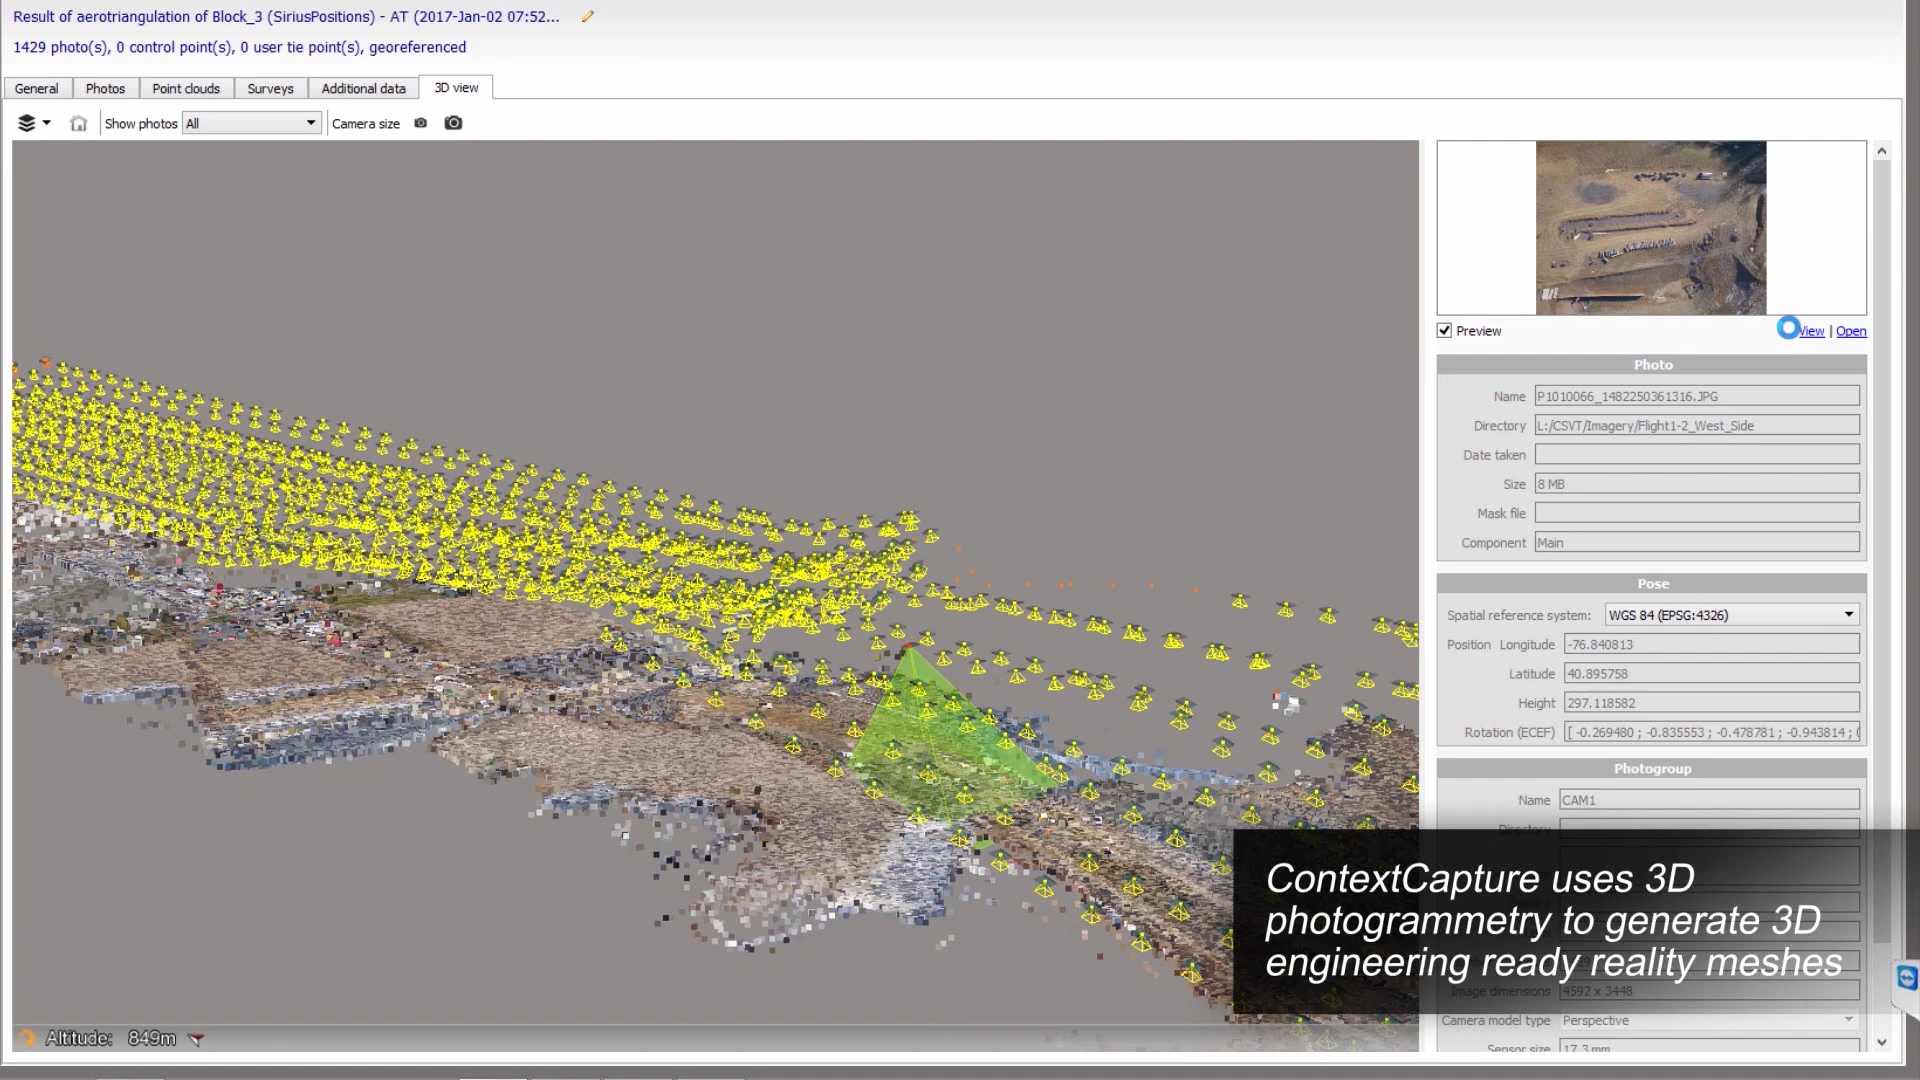 Result of aerotriangulation of Block_3 (SiriusPositions) - AT (2017-Jan-02 07:52...
1429 photo(s), 0 control point(s), 0 user tie point(s), georeferenced
General Photos Point clouds Surveys Additional data 3D view
Show photos All Camera size
Preview View | Open
Photo
Name P1010066_1482250361316.JPG
Directory L:/CSVT/Imagery/Flight1-2_West_Side
Date taken
Size 8 MB
Mask file
Component Main
Pose
Spatial reference system: WGS 84 (EPSG:4326)
Position Longitude -76.840813
Latitude 40.895758
Height 297.118582
Rotation (ECEF) [ -0.269480 ; -0.835553 ; -0.478781 ; -0.943814 ; 
Photogroup
Name CAM1
Directory
ContextCapture uses 3D
photogrammetry to generate 3D
engineering ready reality meshes
Image dimensions 4592 x 3448
Camera model type Perspective
Sensor size 17.3 mm
Altitude: 849m